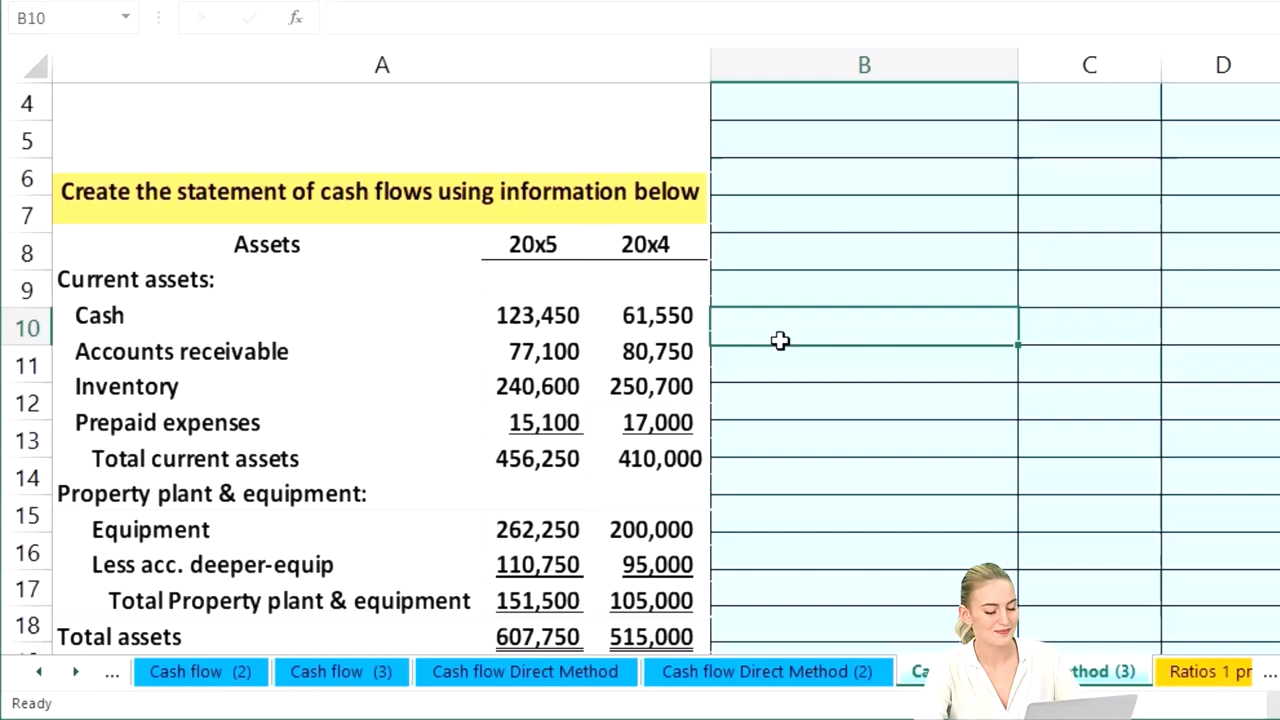 B10
fx
A B C D
4
5
6 Create the statement of cash flows using information below
7
8 Assets 20x5 20x4
9 Current assets:
10 Cash 123,450 61,550
11 Accounts receivable 77,100 80,750
12 Inventory 240,600 250,700
13 Prepaid expenses 15,100 17,000
14 Total current assets 456,250 410,000
15 Property plant & equipment:
16 Equipment 262,250 200,000
17 Less acc. deeper-equip 110,750 95,000
18 Total Property plant & equipment 151,500 105,000
Total assets 607,750 515,000
... Cash flow (2) Cash flow (3) Cash flow Direct Method Cash flow Direct Method (2) Ca thod (3) Ratios 1 pr ...
Ready